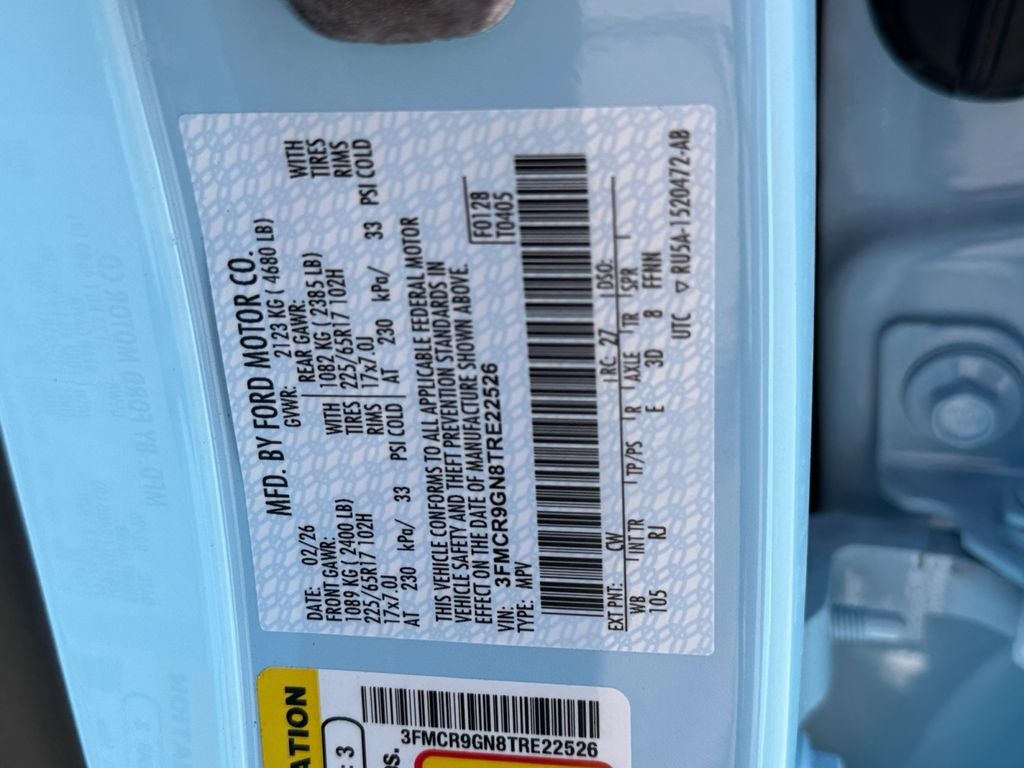 MFD. BY FORD MOTOR CO.
DATE: 02/26 GVWR: 2123 KG ( 4680 LB)
FRONT GAWR: REAR GAWR:
1089 KG ( 2400 LB) WITH 1082 KG ( 2385 LB) WITH
225/65R17 102H TIRES 225/65R17 102H TIRES
17x7.0J RIMS 17x7.0J RIMS
AT 230 kPa/ 33 PSI COLD AT 230 kPa/ 33 PSI COLD
THIS VEHICLE CONFORMS TO ALL APPLICABLE FEDERAL MOTOR
VEHICLE SAFETY AND THEFT PREVENTION STANDARDS IN
EFFECT ON THE DATE OF MANUFACTURE SHOWN ABOVE.
VIN: 3FMCR9GN8TRE22526 F0128
TYPE: MPV T0405
EXT PNT: CW RC: 27 DSO:
WB INT TR TP/PS R AXLE TR SPR
105 RJ E 3D 8 FFNN
UTC ▽ RU5A-1520472-AB
ATION
: 3
3FMCR9GN8TRE22526